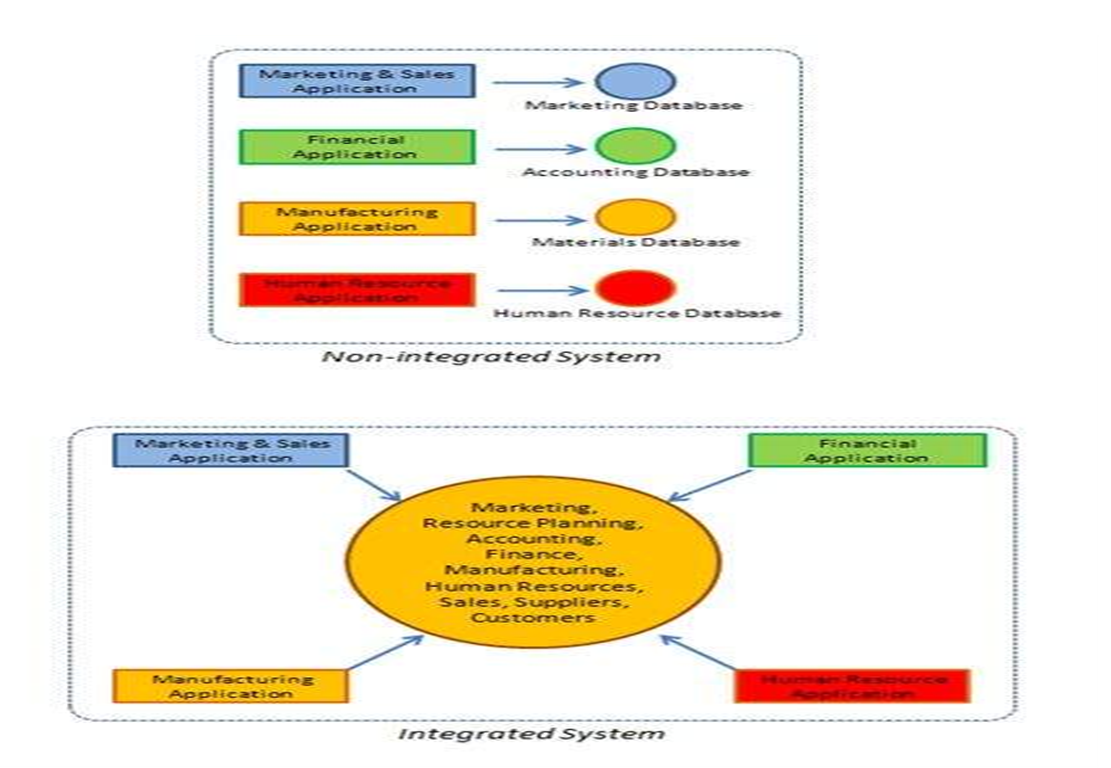 Marketing & Sales
Application
Marketing Database
Financial
Application
Accounting Database
Manufacturing
Application
Materials Database
Human Resource
Application
Human Resource Database
Non-integrated System
Marketing & Sales
Application
Financial
Application
Marketing,
Resource Planning,
Accounting,
Finance,
Manufacturing,
Human Resources,
Sales, Suppliers,
Customers
Manufacturing
Application
Human Resource
Application
Integrated System